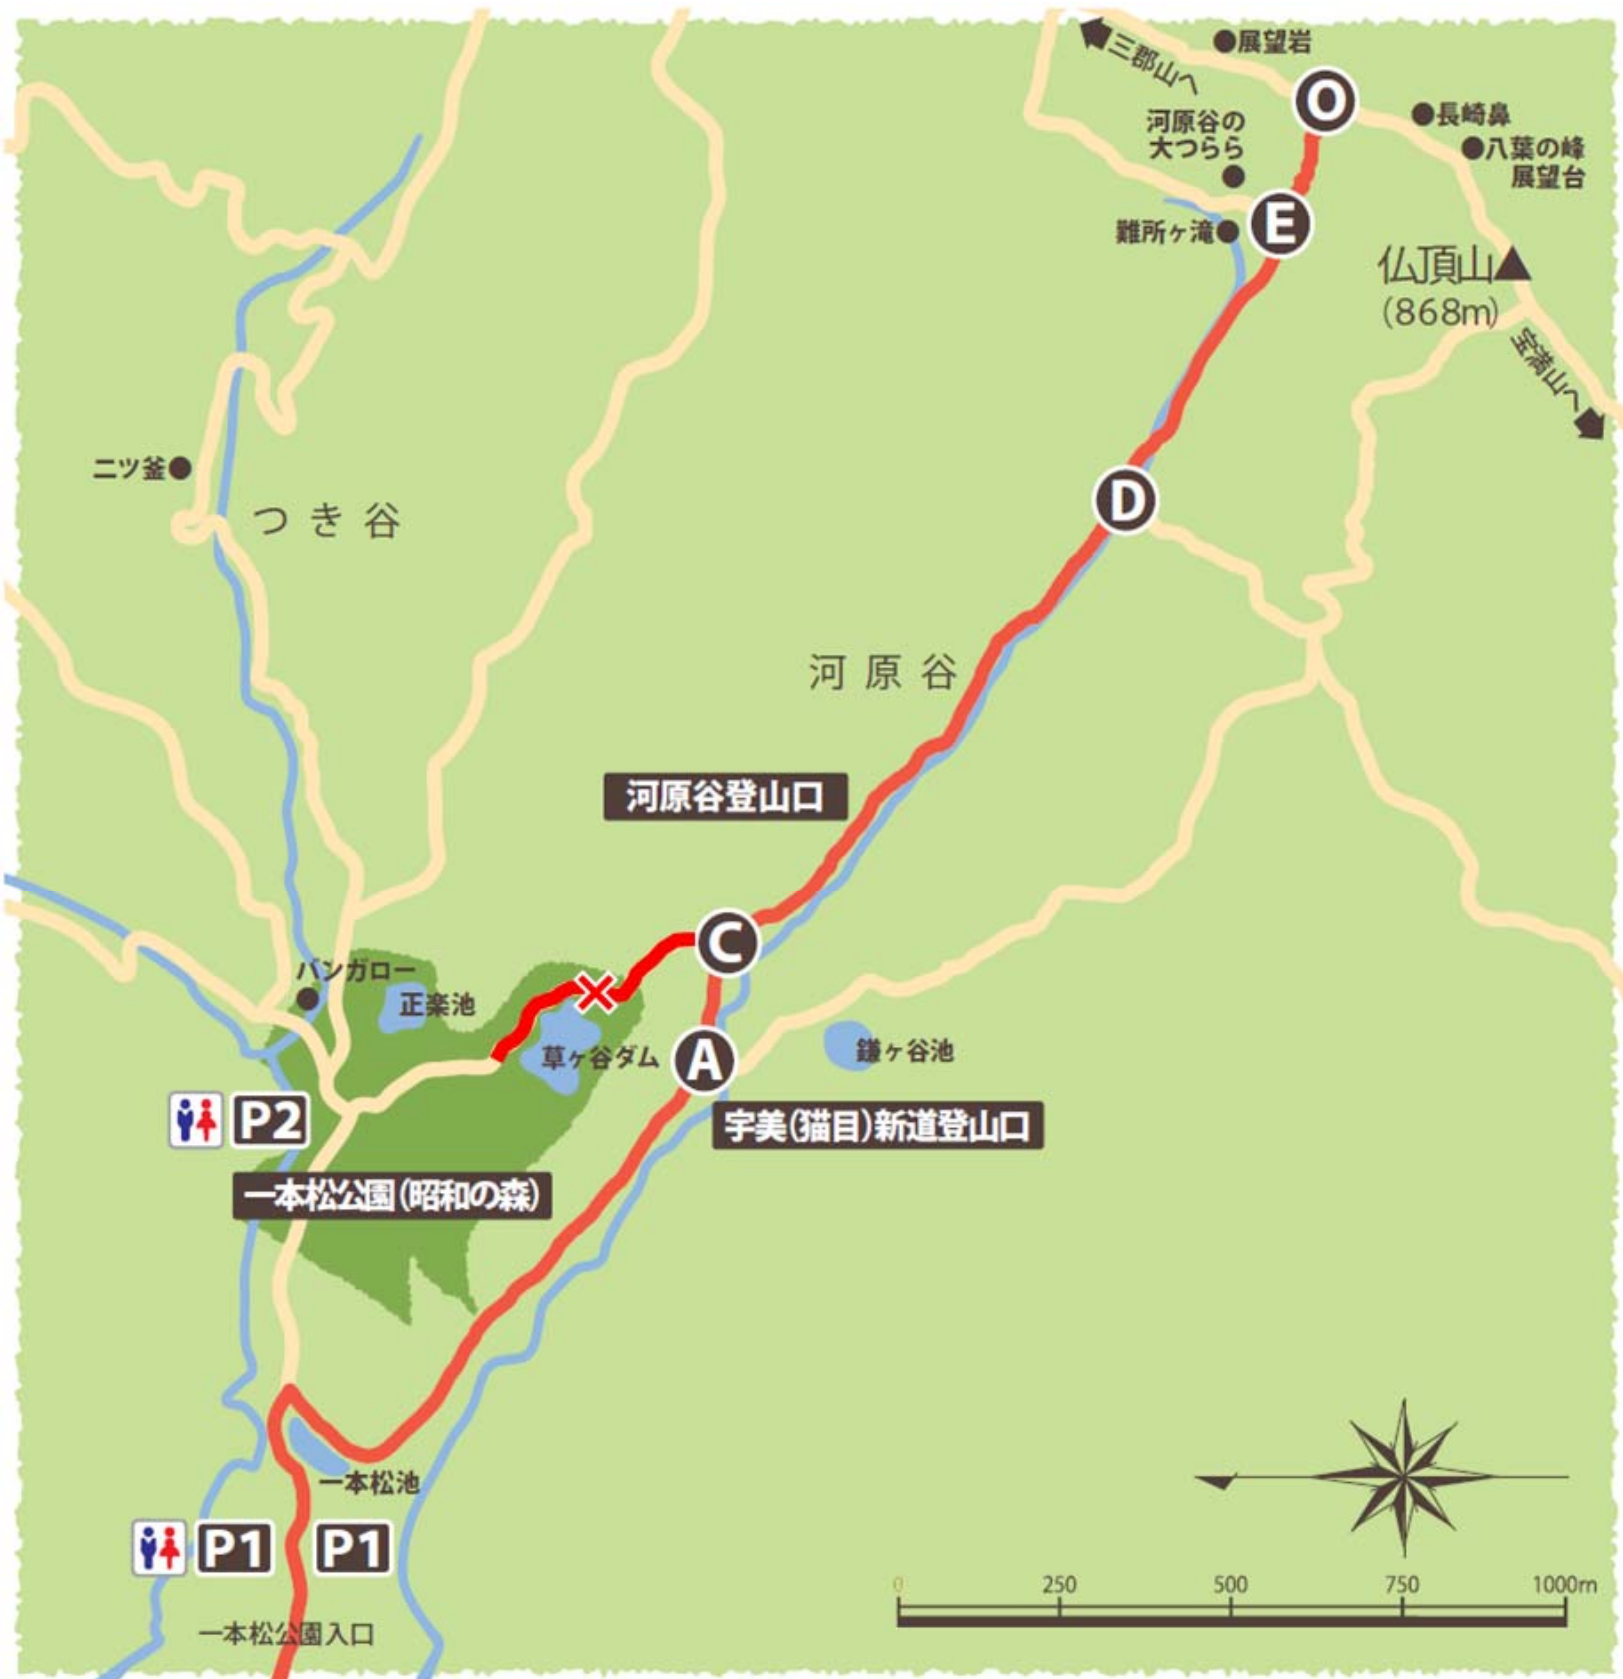 展望岩
三郡山へ
O
長崎鼻
河原谷の
大つらら
八葉の峰
展望台
難所ヶ滝
E
仏頂山
(868m)
宝満山へ
二ツ釜
つき谷
D
河原谷
河原谷登山口
C
バンガロー
正楽池
草ヶ谷ダム
A
鎌ヶ谷池
P2
宇美(猫目)新道登山口
一本松公園(昭和の森)
一本松池
P1
P1
一本松公園入口
0 250 500 750 1000m